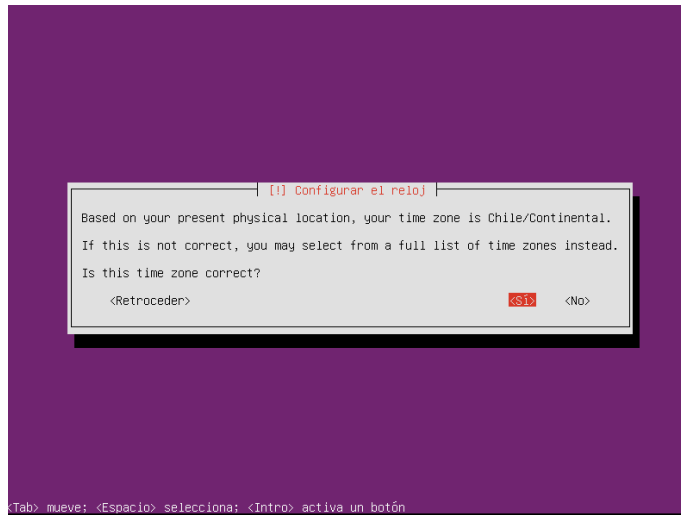 [!] Configurar el reloj
Based on your present physical location, your time zone is Chile/Continental.
If this is not correct, you may select from a full list of time zones instead.
Is this time zone correct?
<Retroceder> <Sí> <No>
<Tab> mueve; <Espacio> selecciona; <Intro> activa un botón